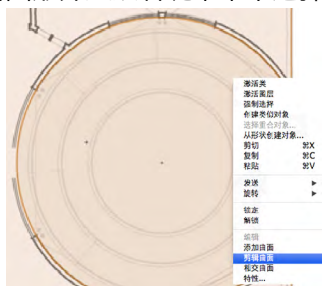 激活类
激活图层
强制选择
创建类似对象
选择重合对象...
从形状创建对象...
剪切 ⌘X
复制 ⌘C
粘贴 ⌘V
发送 ▶
旋转 ▶
锁定
解锁
编辑
添加曲面
剪辑曲面
相交曲面
特性...